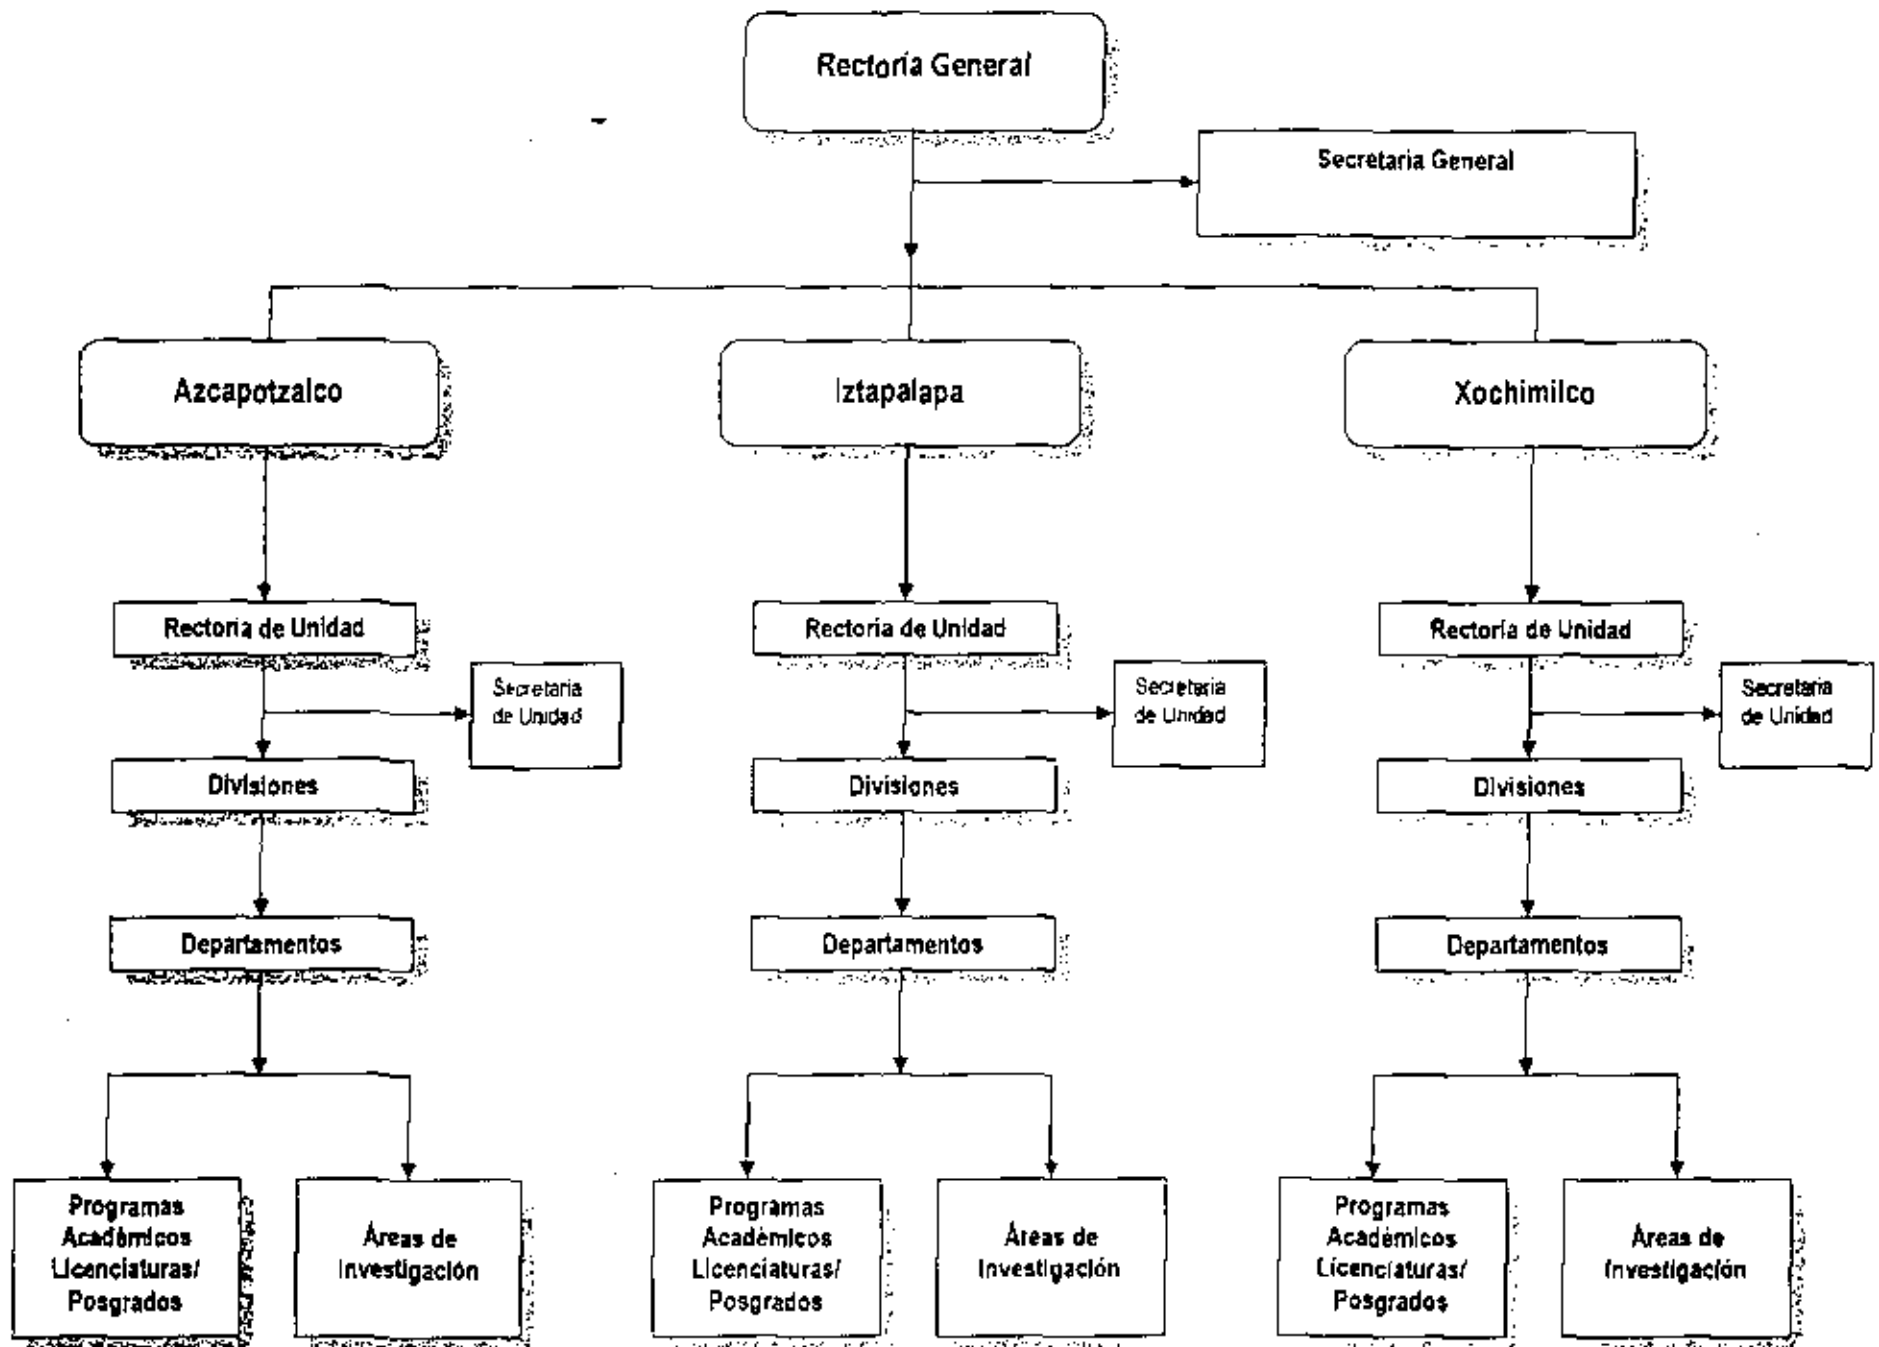 Rectoría General
Secretaria General
Azcapotzalco
Iztapalapa
Xochimilco
Rectoría de Unidad
Rectoría de Unidad
Rectoría de Unidad
Secretaria
de Unidad
Secretaria
de Unidad
Secretaria
de Unidad
Divisiones
Divisiones
Divisiones
Departamentos
Departamentos
Departamentos
Programas
Académicos
Licenciaturas/
Posgrados
Áreas de
Investigación
Programas
Académicos
Licenciaturas/
Posgrados
Áreas de
Investigación
Programas
Académicos
Licenciaturas/
Posgrados
Áreas de
Investigación